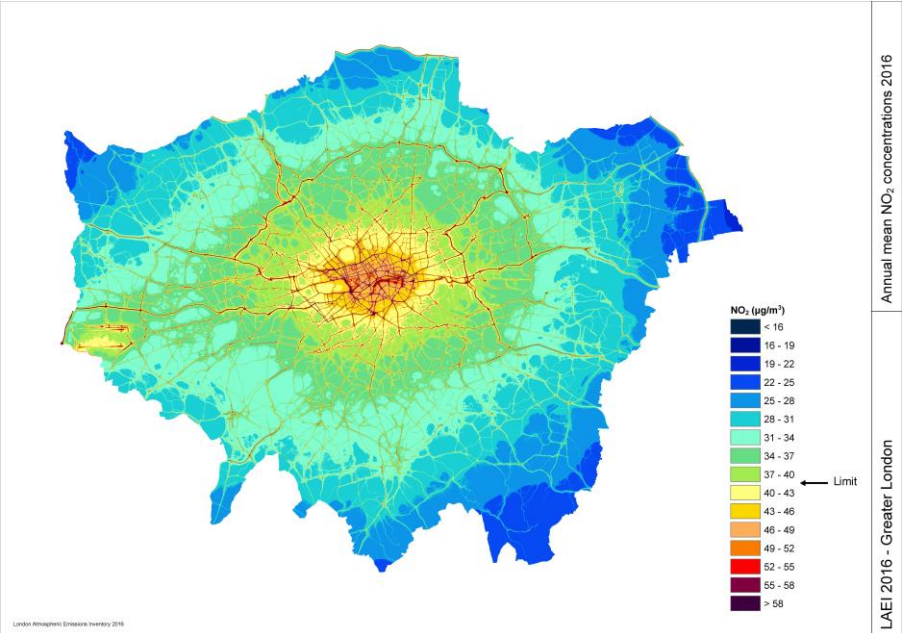 Annual mean NO₂ concentrations 2016
LAEI 2016 - Greater London
NO₂ (µg/m³)
< 16
16 - 19
19 - 22
22 - 25
25 - 28
28 - 31
31 - 34
34 - 37
37 - 40
40 - 43
43 - 46
46 - 49
49 - 52
52 - 55
55 - 58
> 58
Limit
London Atmospheric Emissions Inventory 2016